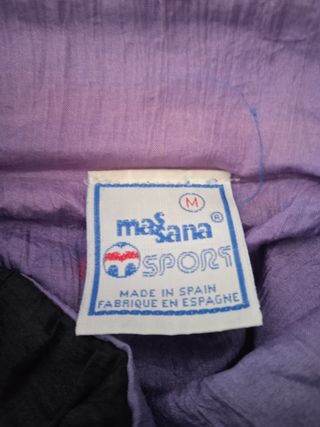 M
massana ®
SPORT
MADE IN SPAIN
FABRIQUE EN ESPAGNE